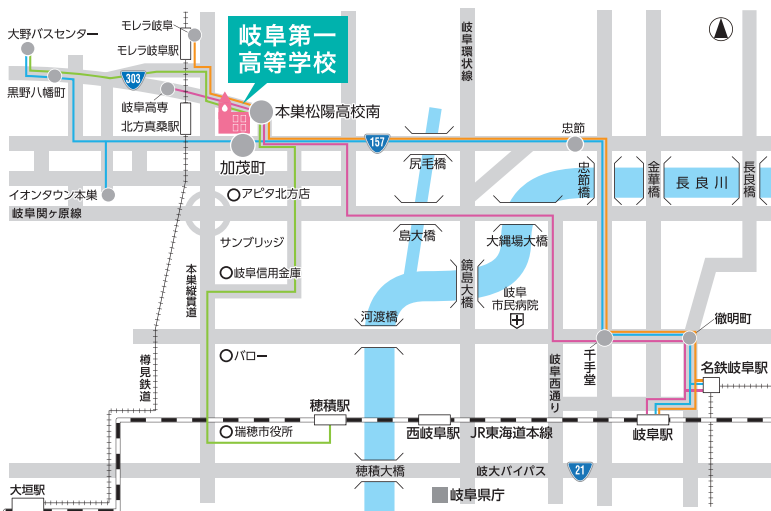 モレラ岐阜
大野バスセンター
モレラ岐阜駅
岐阜第一
高等学校
岐阜環状線
303
黒野八幡町
岐阜高専
北方真桑駅
本巣松陽高校南
加茂町
157
忠節
尻毛橋
忠節橋
金華橋
長良川
長良橋
イオンタウン本巣
岐阜関ヶ原線
アピタ北方店
島大橋
大縄場大橋
サンブリッジ
本巣縦貫道
岐阜信用金庫
鏡島大橋
岐阜
市民病院
河渡橋
徹明町
千手堂
バロー
樽見鉄道
岐阜西通り
名鉄岐阜駅
穂積駅
瑞穂市役所
西岐阜駅
JR東海道本線
岐阜駅
穂積大橋
岐大バイパス
21
大垣駅
岐阜県庁